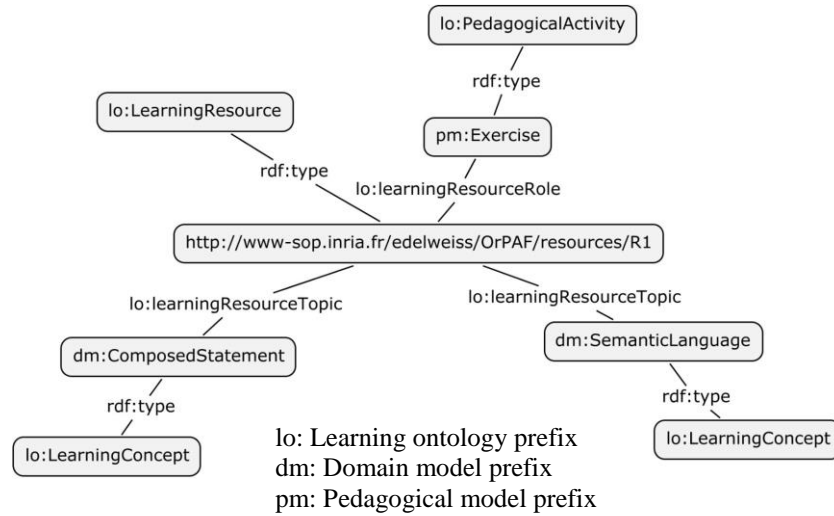 lo:PedagogicalActivity
rdf:type
lo:LearningResource
pm:Exercise
rdf:type
lo:learningResourceRole
http://www-sop.inria.fr/edelweiss/OrPAF/resources/R1
lo:learningResourceTopic
lo:learningResourceTopic
dm:ComposedStatement
dm:SemanticLanguage
rdf:type
rdf:type
lo:LearningConcept
lo:LearningConcept
lo: Learning ontology prefix
dm: Domain model prefix
pm: Pedagogical model prefix